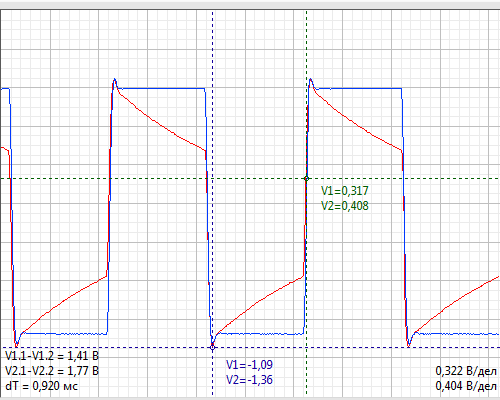 V1=0,317
V2=0,408
V1.1-V1.2 = 1,41 В
V2.1-V2.2 = 1,77 В
dT = 0,920 мс
V1=-1,09
V2=-1,36
0,322 В/дел
0,404 В/дел